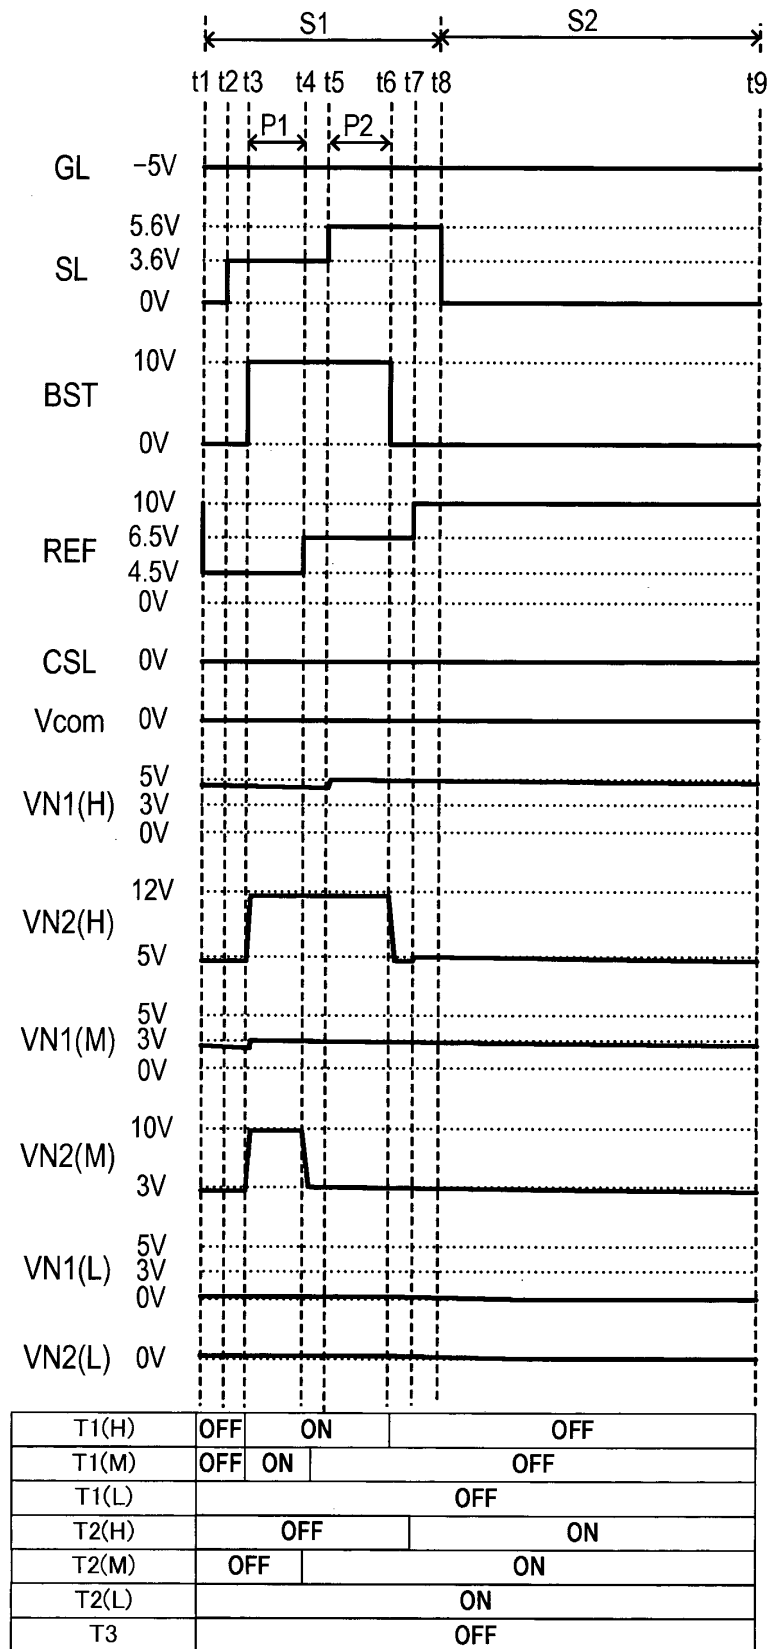 S1 S2
t1 t2 t3 t4 t5 t6 t7 t8 t9
P1 P2
GL −5V
5.6V
SL 3.6V
0V
10V
BST
0V
10V
REF 6.5V
4.5V
0V
CSL 0V
Vcom 0V
5V
VN1(H) 3V
0V
12V
VN2(H)
5V
5V
VN1(M) 3V
0V
10V
VN2(M)
3V
5V
VN1(L) 3V
0V
VN2(L) 0V
T1(H) OFF ON OFF
T1(M) OFF ON OFF
T1(L) OFF
T2(H) OFF ON
T2(M) OFF ON
T2(L) ON
T3 OFF